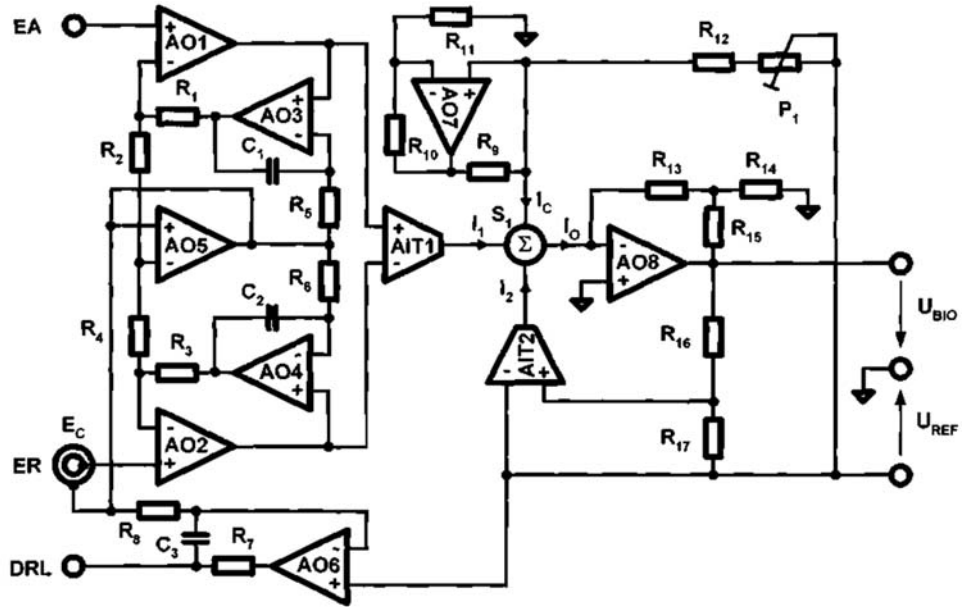 EA
+
AO1
-
R1
+
AO3
-
R2
C1
R5
+
AO5
-
R6
C2
R4
R3
-
AO4
+
EC
-
AO2
+
ER
R8
C3
R7
DRL
-
AO6
+
R11
-
+
AO7
R10
R9
R12
P1
IC
+
AIT1
-
I1
S1
Σ
IO
I2
R13
R14
R15
-
AO8
+
AIT2
-
+
R16
R17
UBIO
UREF